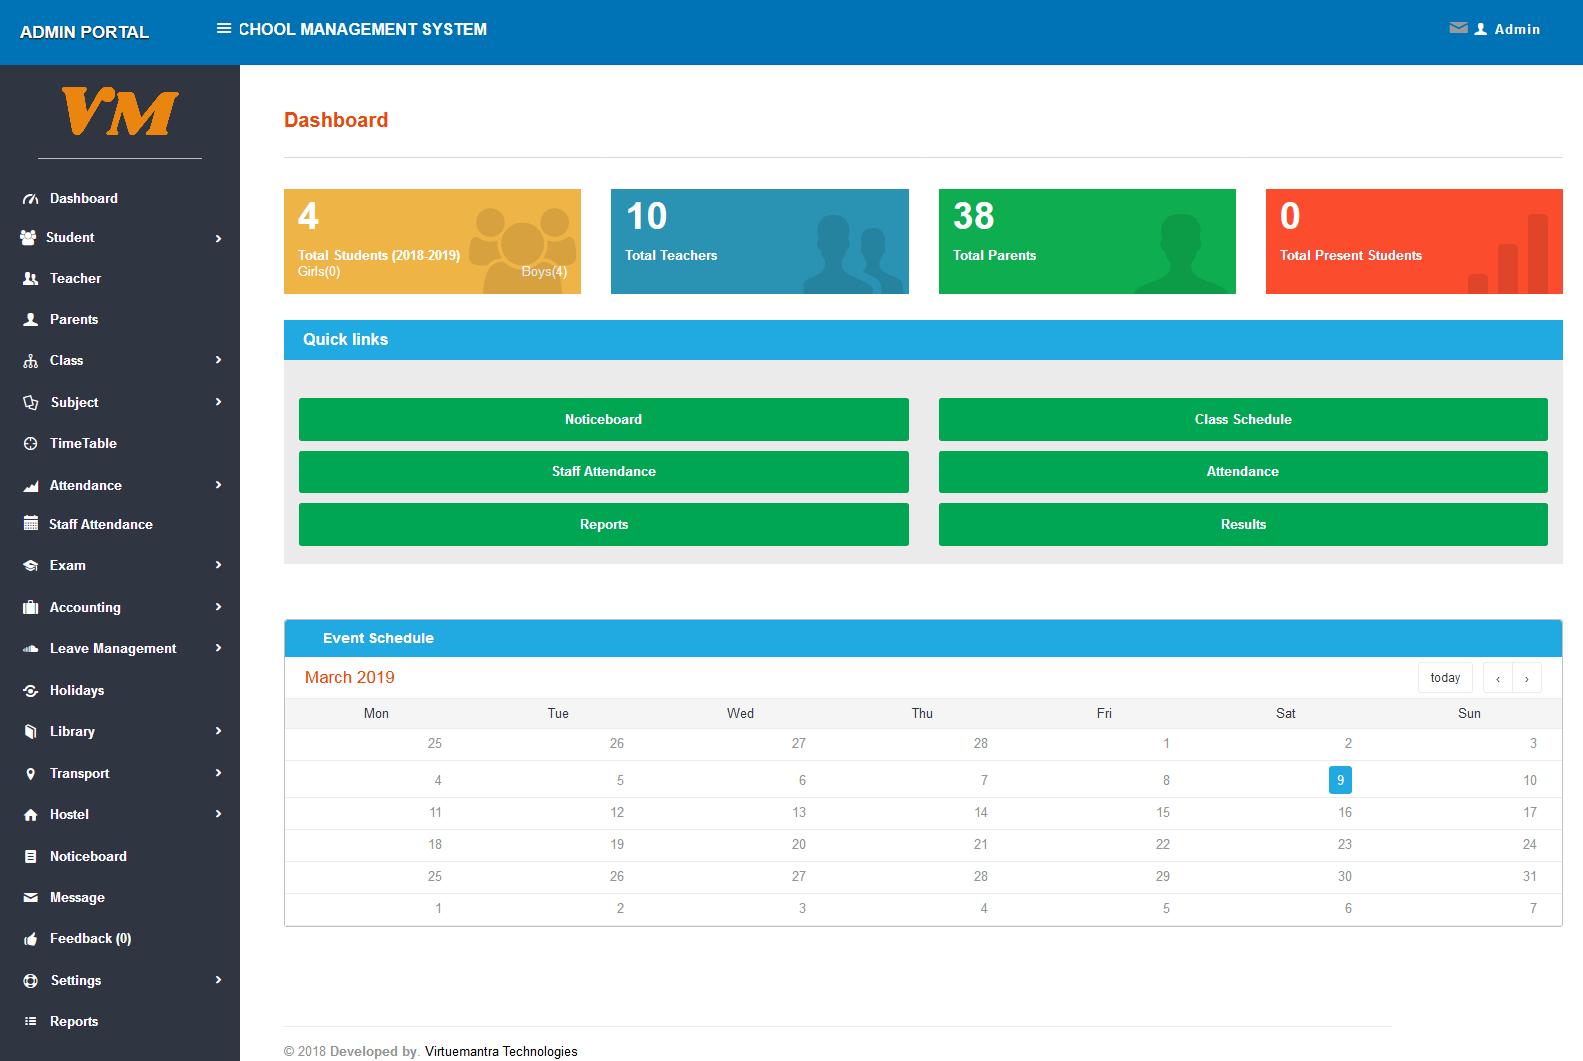 ADMIN PORTAL
CHOOL MANAGEMENT SYSTEM
Admin
VM
Dashboard
Student
Teacher
Parents
Class
Subject
TimeTable
Attendance
Staff Attendance
Exam
Accounting
Leave Management
Holidays
Library
Transport
Hostel
Noticeboard
Message
Feedback (0)
Settings
Reports
Dashboard
4
Total Students (2018-2019)
Girls(0) Boys(4)
10
Total Teachers
38
Total Parents
0
Total Present Students
Quick links
Noticeboard Class Schedule
Staff Attendance Attendance
Reports Results
Event Schedule
March 2019 today ‹ ›
Mon Tue Wed Thu Fri Sat Sun
25 26 27 28 1 2 3
4 5 6 7 8 9 10
11 12 13 14 15 16 17
18 19 20 21 22 23 24
25 26 27 28 29 30 31
1 2 3 4 5 6 7
© 2018 Developed by. Virtuemantra Technologies